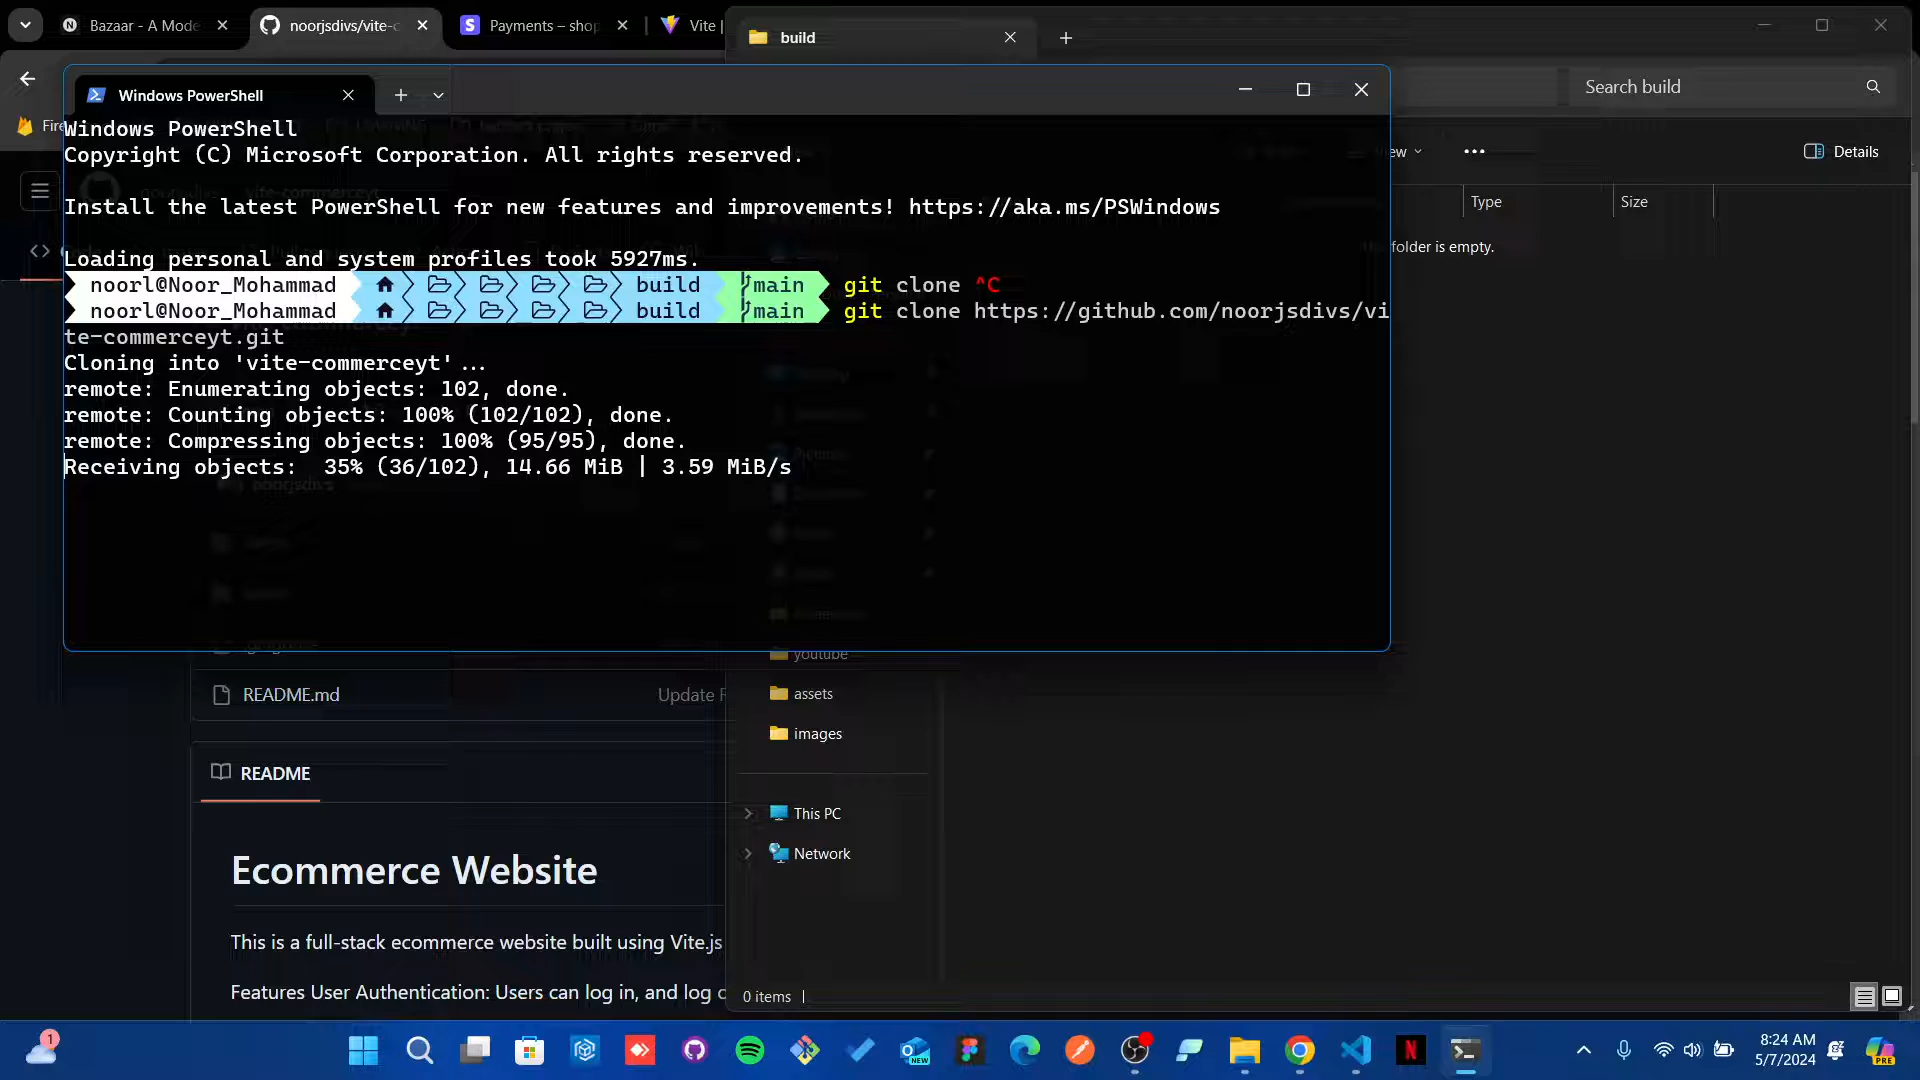 Bazaar - A Mode
noorjsdivs/vite-c
Payments – shop
Vite |
build
Search build
Windows PowerShell
Fire
View
Details
Windows PowerShell
Copyright (C) Microsoft Corporation. All rights reserved.
Install the latest PowerShell for new features and improvements! https://aka.ms/PSWindows
Type
Size
folder is empty.
Loading personal and system profiles took 5927ms.
noorl@Noor_Mohammad build main git clone ^C
noorl@Noor_Mohammad build main git clone https://github.com/noorjsdivs/vi
te-commerceyt.git
Cloning into 'vite-commerceyt'...
remote: Enumerating objects: 102, done.
remote: Counting objects: 100% (102/102), done.
remote: Compressing objects: 100% (95/95), done.
Receiving objects:  35% (36/102), 14.66 MiB | 3.59 MiB/s
noorjsdivs
youtube
README.md
Update R
assets
images
README
This PC
Network
Ecommerce Website
This is a full-stack ecommerce website built using Vite.js
Features User Authentication: Users can log in, and log o
0 items
1
NEW
N
8:24 AM
5/7/2024
PRE